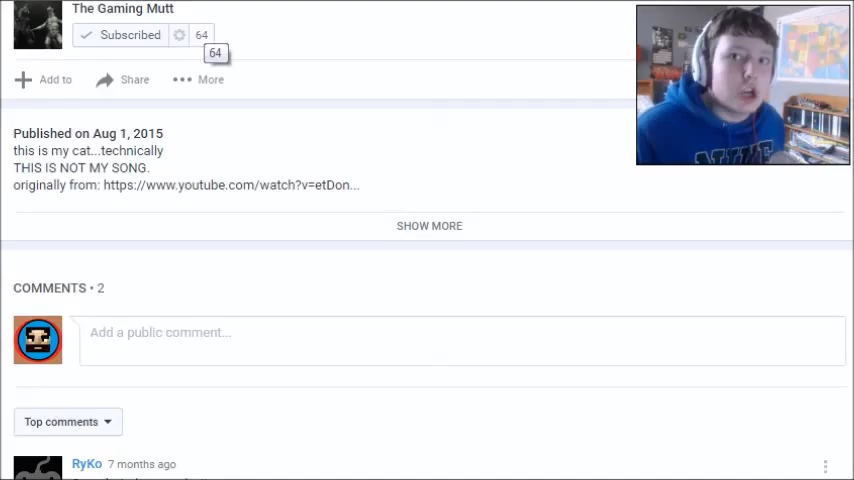 The Gaming Mutt
Subscribed 64
64
Add to Share More
Published on Aug 1, 2015
this is my cat...technically
THIS IS NOT MY SONG.
originally from: https://www.youtube.com/watch?v=etDon...
SHOW MORE
COMMENTS • 2
Add a public comment...
Top comments
RyKo 7 months ago